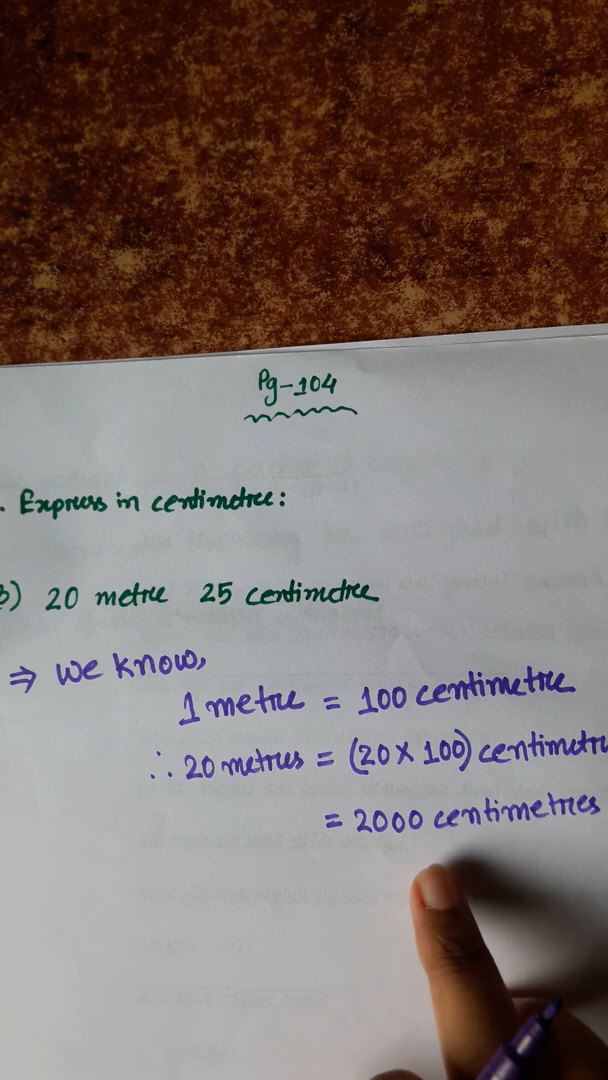 Pg-104
. Express in centimetre:
b) 20 metre 25 centimetre
⇒ we know,
1 metre = 100 centimetre
∴ 20 metres = (20 × 100) centimetre
= 2000 centimetres